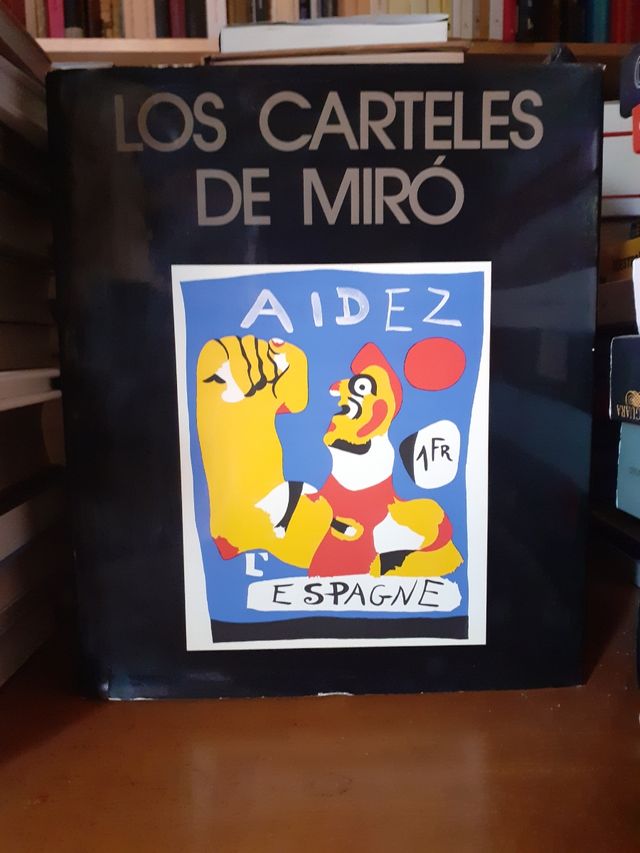 LOS CARTELES
DE MIRÓ
AIDEZ
1FR
L'
ESPAGNE